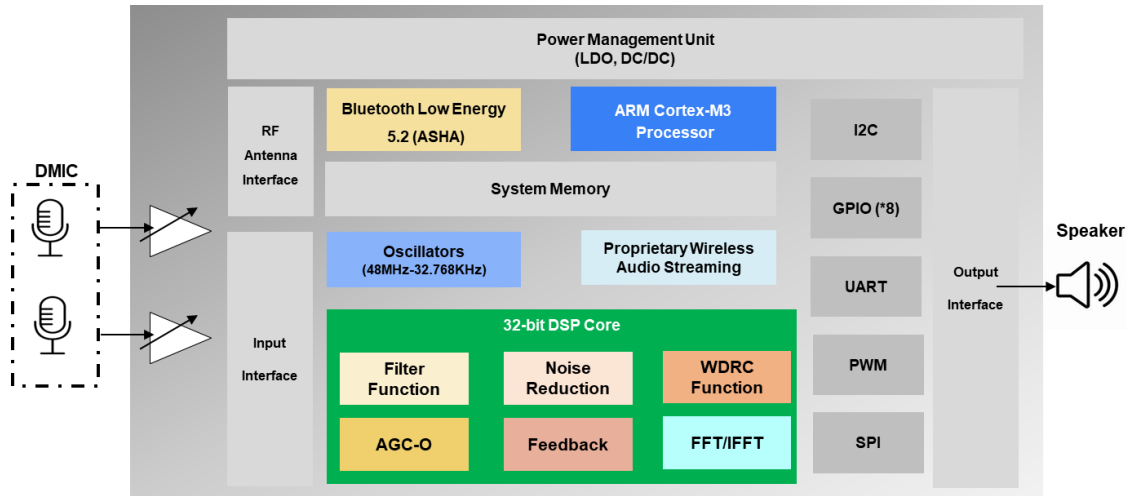 Power Management Unit
(LDO, DC/DC)
Bluetooth Low Energy
5.2 (ASHA)
ARM Cortex-M3
Processor
RF
Antenna
Interface
I2C
DMIC
System Memory
GPIO (*8)
Oscillators
(48MHz-32.768KHz)
Proprietary Wireless
Audio Streaming
Speaker
UART
Output
Interface
32-bit DSP Core
Input
Interface
Filter
Function
Noise
Reduction
WDRC
Function
PWM
AGC-O
Feedback
FFT/IFFT
SPI